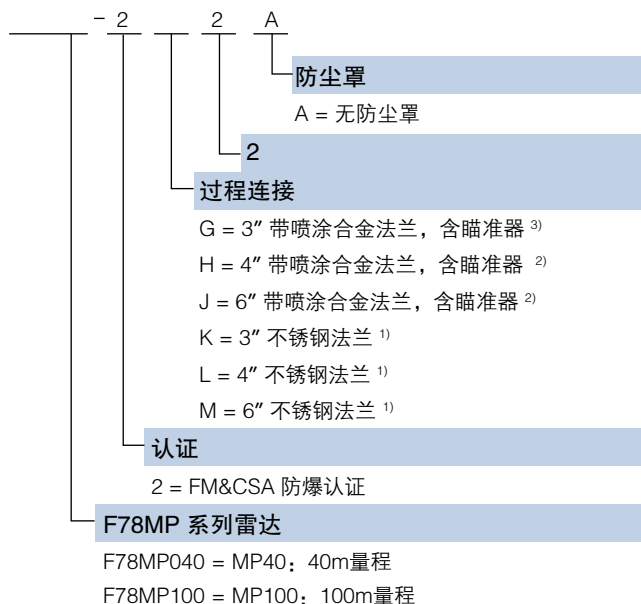 - 2 2 A
防尘罩
A = 无防尘罩
2
过程连接
G = 3″ 带喷涂合金法兰，含瞄准器 3)
H = 4″ 带喷涂合金法兰，含瞄准器 2)
J = 6″ 带喷涂合金法兰，含瞄准器 2)
K = 3″ 不锈钢法兰 1)
L = 4″ 不锈钢法兰 1)
M = 6″ 不锈钢法兰 1)
认证
2 = FM&CSA 防爆认证
F78MP 系列雷达
F78MP040 = MP40：40m量程
F78MP100 = MP100：100m量程